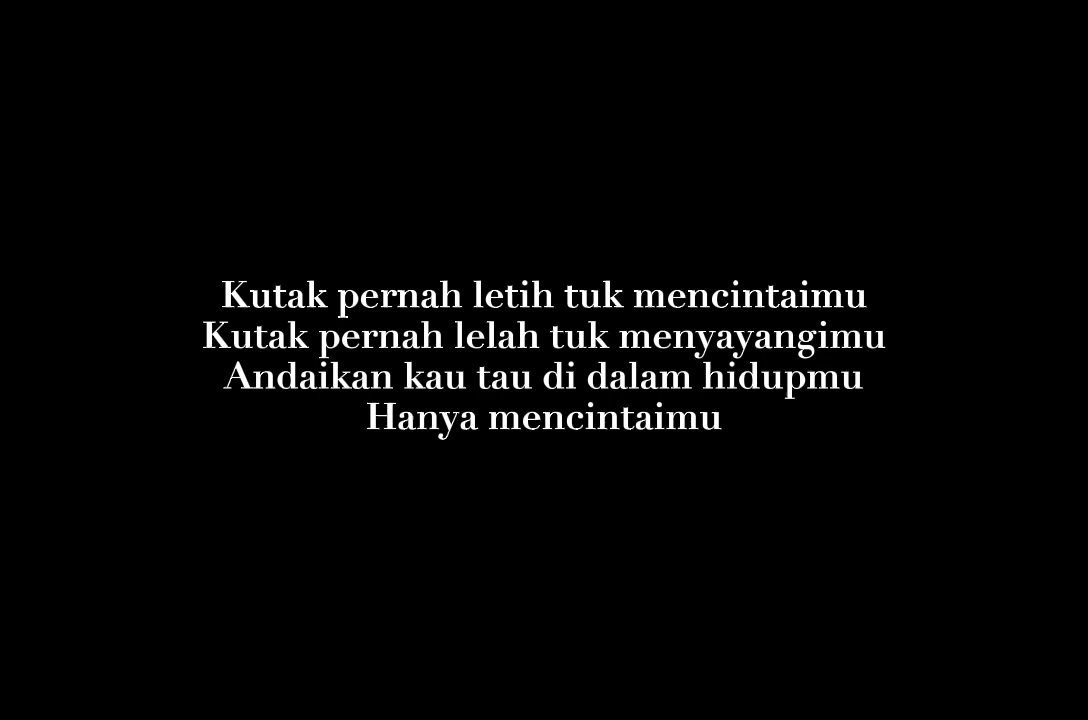 Kutak pernah letih tuk mencintaimu
Kutak pernah lelah tuk menyayangimu
Andaikan kau tau di dalam hidupmu
Hanya mencintaimu